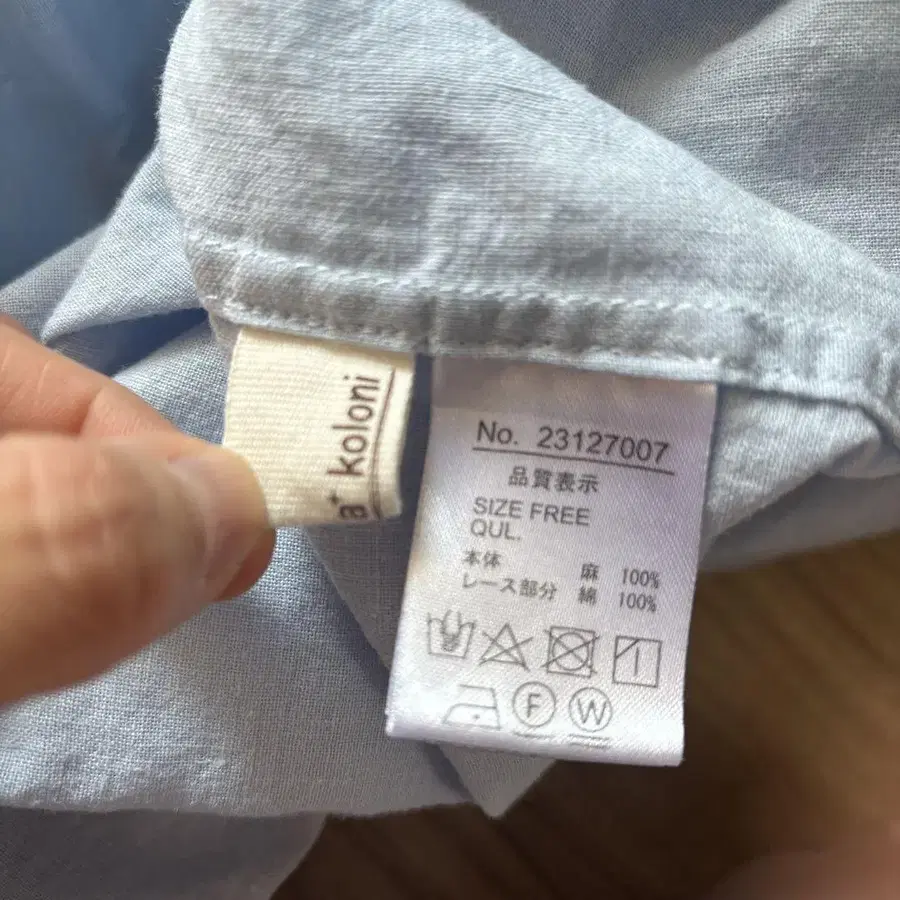 a+ koloni
No. 23127007
品質表示
SIZE FREE
QUL.
本体 麻 100%
レース部分 綿 100%
F W